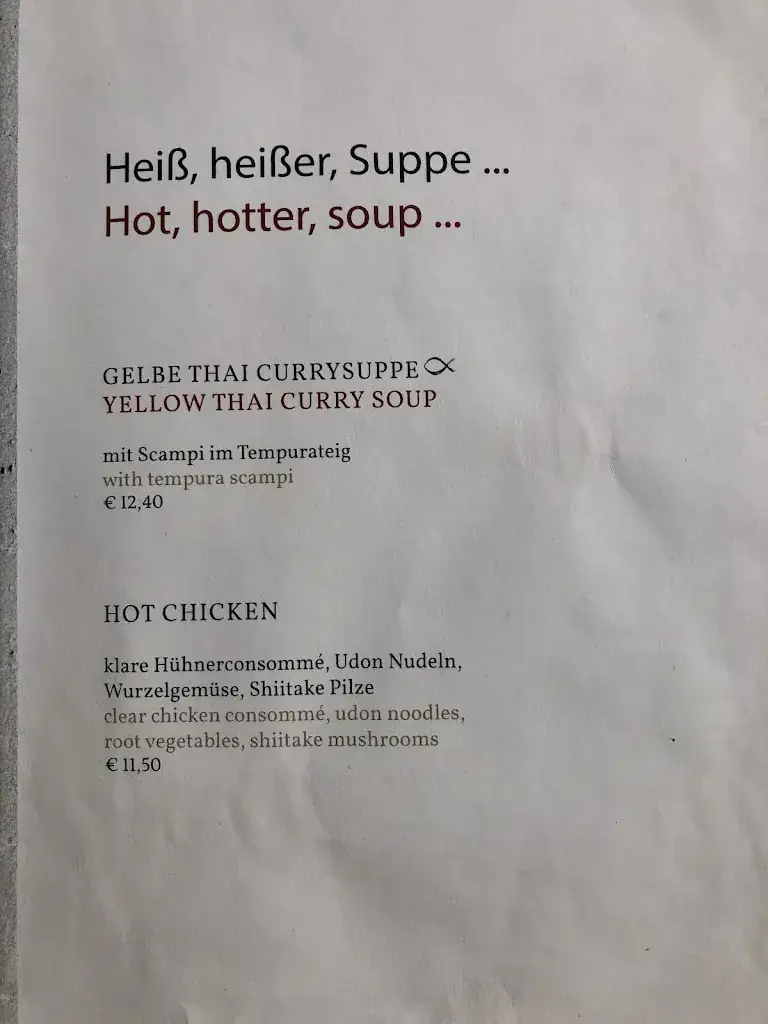 Heiß, heißer, Suppe ...
Hot, hotter, soup ...
GELBE THAI CURRYSUPPE
YELLOW THAI CURRY SOUP
mit Scampi im Tempurateig
with tempura scampi
€ 12,40
HOT CHICKEN
klare Hühnerconsommé, Udon Nudeln,
Wurzelgemüse, Shiitake Pilze
clear chicken consommé, udon noodles,
root vegetables, shiitake mushrooms
€ 11,50